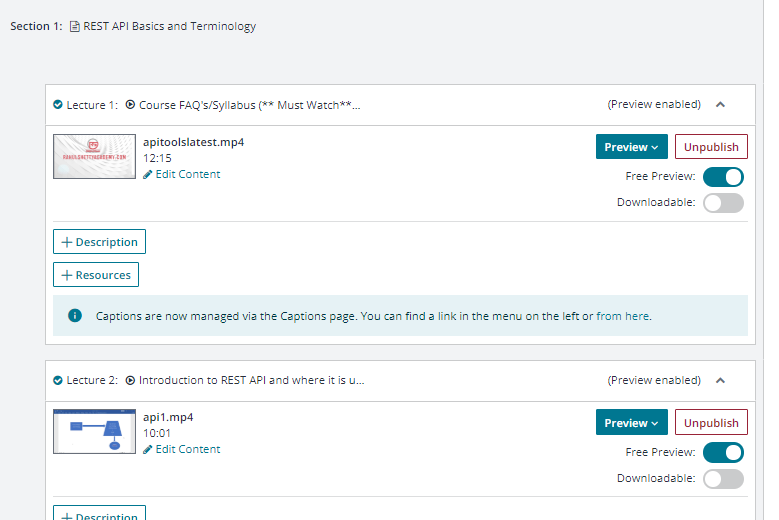 Section 1: REST API Basics and Terminology
Lecture 1: Course FAQ's/Syllabus (** Must Watch**...
(Preview enabled)
apitoolslatest.mp4
12:15
Edit Content
Preview
Unpublish
Free Preview:
Downloadable:
+ Description
+ Resources
Captions are now managed via the Captions page. You can find a link in the menu on the left or from here.
Lecture 2: Introduction to REST API and where it is u...
(Preview enabled)
api1.mp4
10:01
Edit Content
Preview
Unpublish
Free Preview:
Downloadable:
+ Description